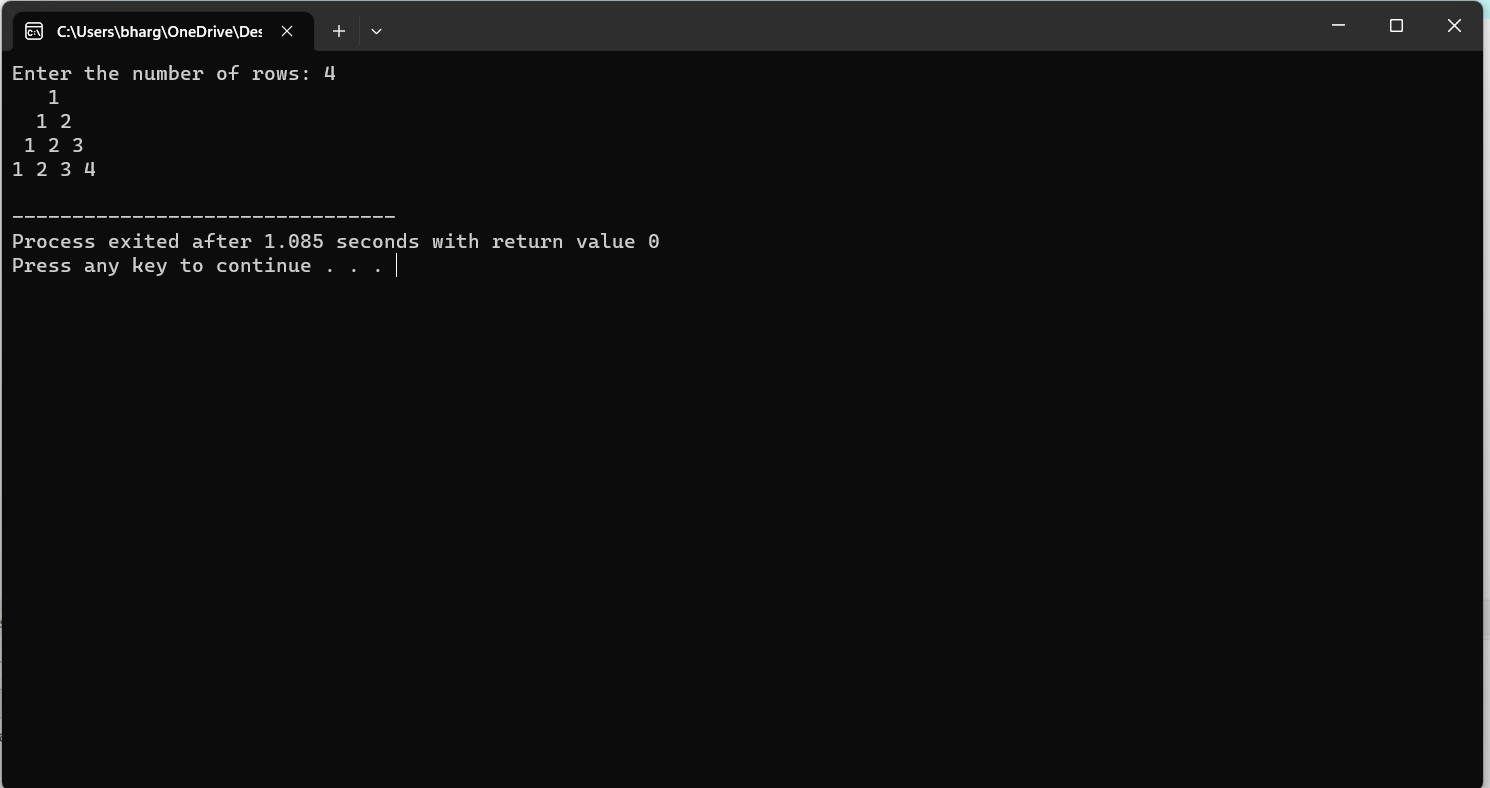 C:\Users\bharg\OneDrive\Des
Enter the number of rows: 4
   1
  1 2
 1 2 3
1 2 3 4
--------------------------------
Process exited after 1.085 seconds with return value 0
Press any key to continue . . .